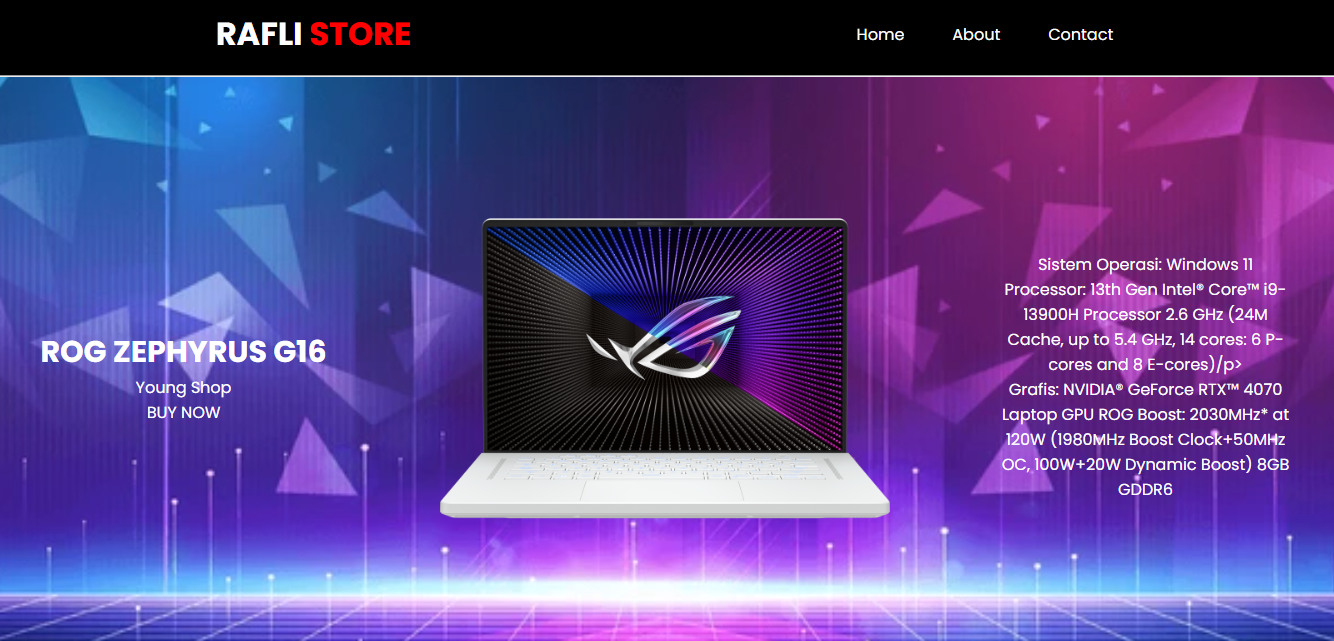 RAFLI STORE
Home
About
Contact
ROG ZEPHYRUS G16
Young Shop
BUY NOW
Sistem Operasi: Windows 11
Processor: 13th Gen Intel® Core™ i9-
13900H Processor 2.6 GHz (24M
Cache, up to 5.4 GHz, 14 cores: 6 P-
cores and 8 E-cores)/p>
Grafis: NVIDIA® GeForce RTX™ 4070
Laptop GPU ROG Boost: 2030MHz* at
120W (1980MHz Boost Clock+50MHz
OC, 100W+20W Dynamic Boost) 8GB
GDDR6